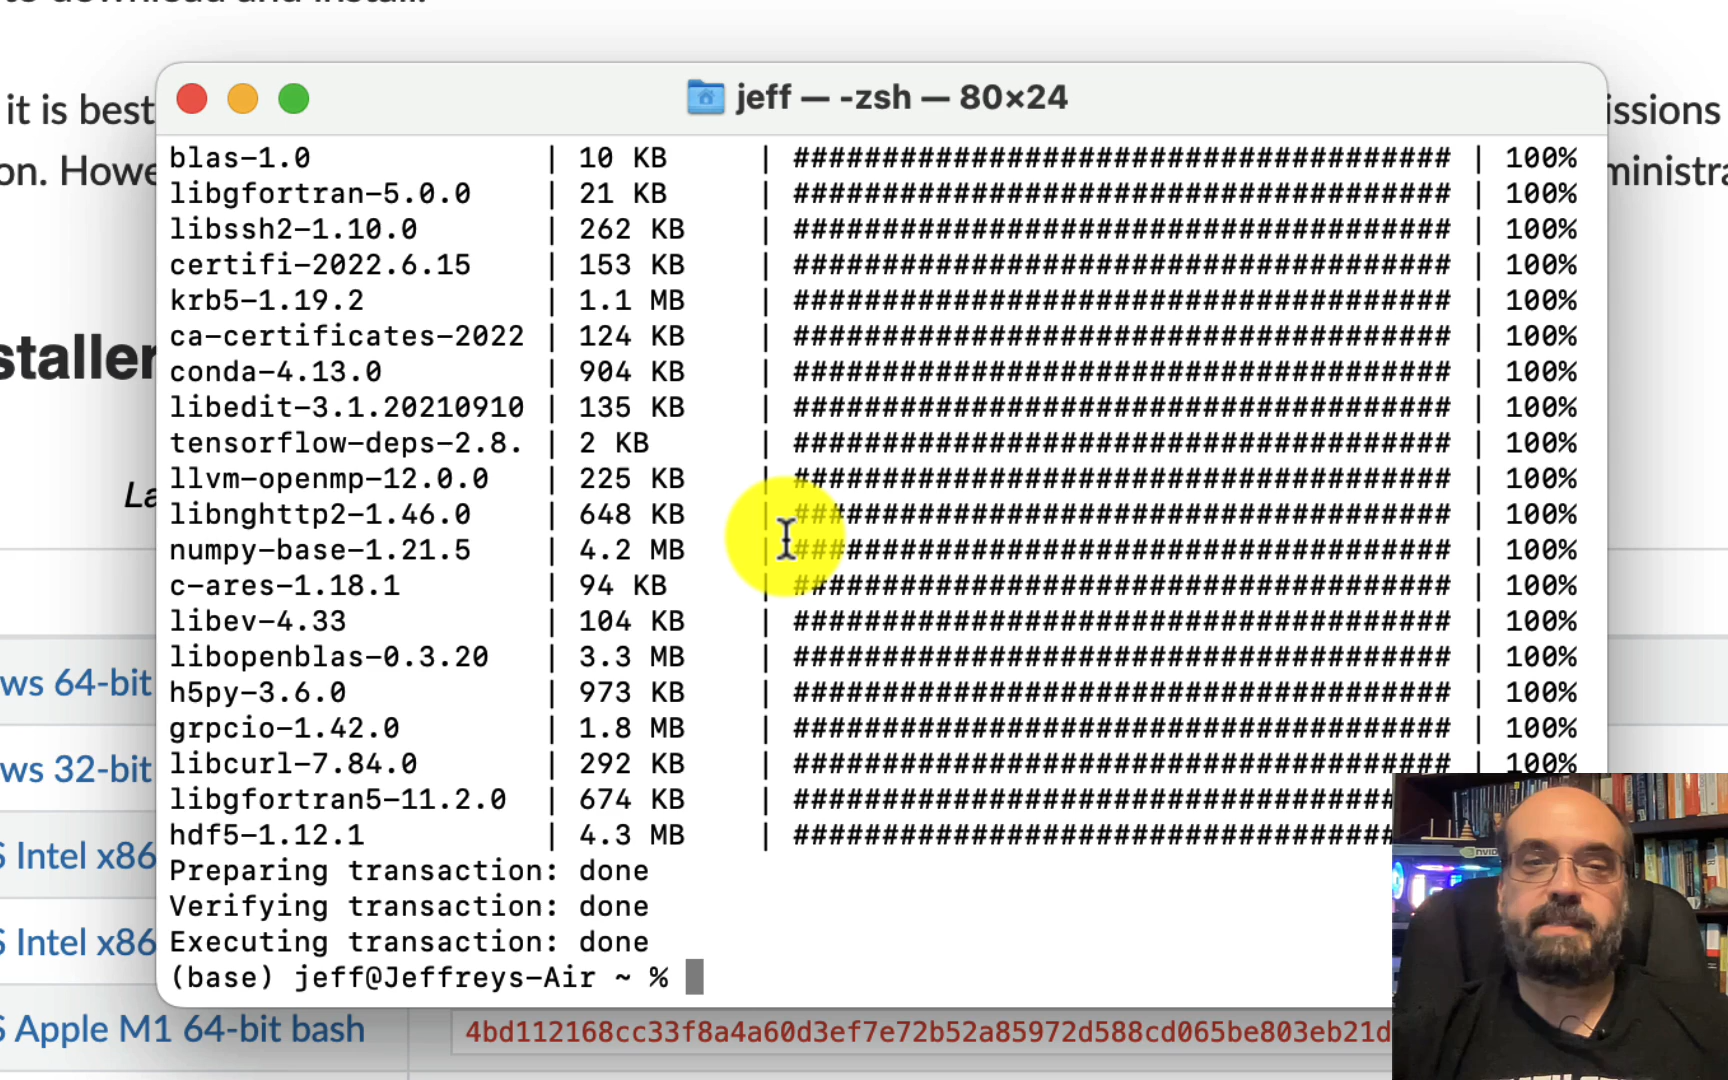 to download and install.
it is best
issions
on. Howe
ministra
staller
La
ws 64-bit
ws 32-bit
S Intel x86
S Intel x86
S Apple M1 64-bit bash
4bd112168cc33f8a4a60d3ef7e72b52a85972d588cd065be803eb21d
jeff — -zsh — 80×24
blas-1.0 | 10 KB | ##################################### | 100%
libgfortran-5.0.0 | 21 KB | ##################################### | 100%
libssh2-1.10.0 | 262 KB | ##################################### | 100%
certifi-2022.6.15 | 153 KB | ##################################### | 100%
krb5-1.19.2 | 1.1 MB | ##################################### | 100%
ca-certificates-2022 | 124 KB | ##################################### | 100%
conda-4.13.0 | 904 KB | ##################################### | 100%
libedit-3.1.20210910 | 135 KB | ##################################### | 100%
tensorflow-deps-2.8. | 2 KB | ##################################### | 100%
llvm-openmp-12.0.0 | 225 KB | ##################################### | 100%
libnghttp2-1.46.0 | 648 KB | ##################################### | 100%
numpy-base-1.21.5 | 4.2 MB | ##################################### | 100%
c-ares-1.18.1 | 94 KB | ##################################### | 100%
libev-4.33 | 104 KB | ##################################### | 100%
libopenblas-0.3.20 | 3.3 MB | ##################################### | 100%
h5py-3.6.0 | 973 KB | ##################################### | 100%
grpcio-1.42.0 | 1.8 MB | ##################################### | 100%
libcurl-7.84.0 | 292 KB | ##################################### | 100%
libgfortran5-11.2.0 | 674 KB | ##################################
hdf5-1.12.1 | 4.3 MB | ##################################
Preparing transaction: done
Verifying transaction: done
Executing transaction: done
(base) jeff@Jeffreys-Air ~ %